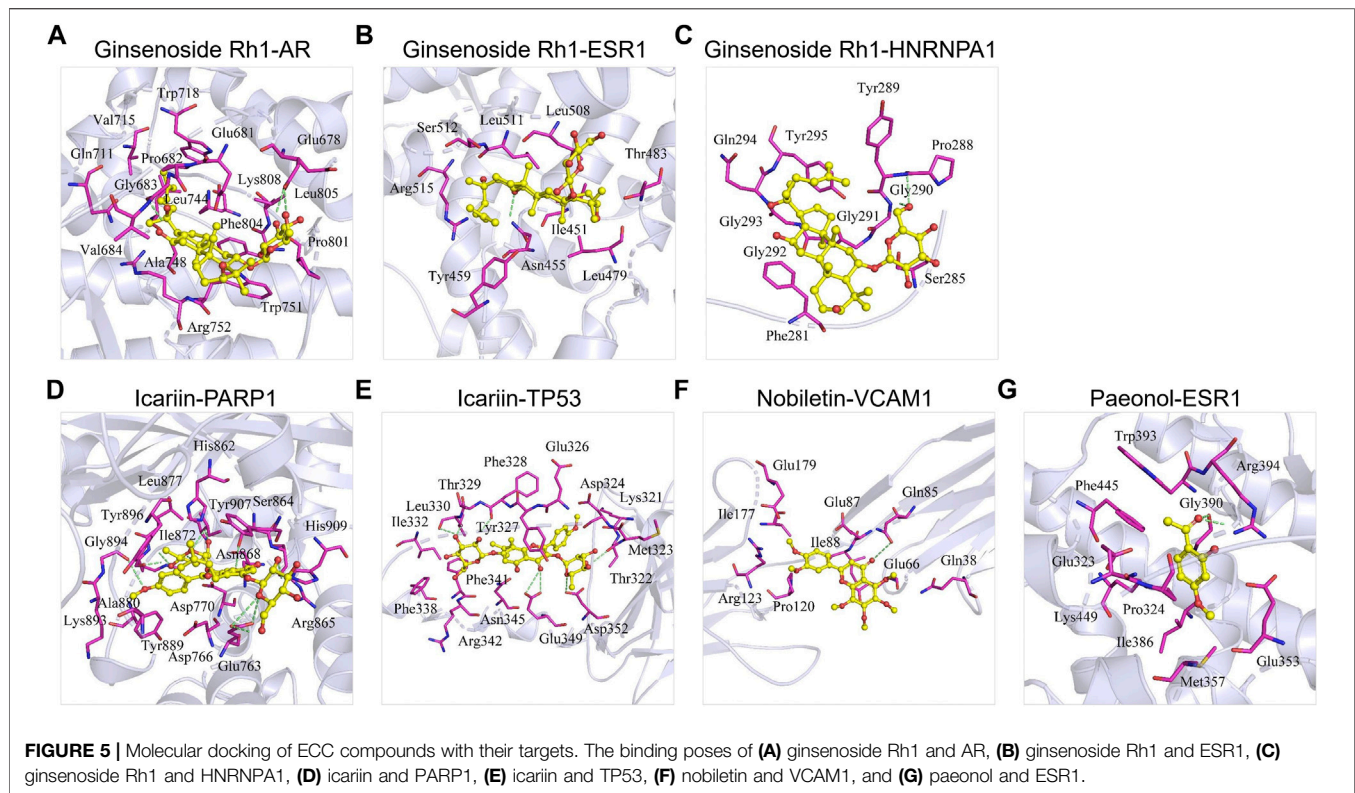 A
Ginsenoside Rh1-AR
Trp718
Val715
Glu681
Glu678
Gln711
Pro682
Gly683
Lys808
Leu805
Leu744
Phe804
Pro801
Val684
Ala748
Trp751
Arg752
B
Ginsenoside Rh1-ESR1
Leu511
Leu508
Ser512
Thr483
Arg515
Ile451
Tyr459
Asn455
Leu479
C
Ginsenoside Rh1-HNRNPA1
Tyr289
Gln294
Tyr295
Pro288
Gly290
Gly293
Gly291
Gly292
Ser285
Phe281
D
Icariin-PARP1
His862
Leu877
Tyr907
Ser864
Tyr896
His909
Ile872
Gly894
Asn868
Ala880
Asp770
Lys893
Arg865
Tyr889
Asp766
Glu763
E
Icariin-TP53
Glu326
Phe328
Thr329
Asp324
Leu330
Lys321
Ile332
Tyr327
Met323
Phe341
Thr322
Phe338
Asn345
Arg342
Glu349
Asp352
F
Nobiletin-VCAM1
Glu179
Glu87
Gln85
Ile177
Ile88
Glu66
Gln38
Arg123
Pro120
G
Paeonol-ESR1
Trp393
Arg394
Phe445
Gly390
Glu323
Pro324
Lys449
Ile386
Glu353
Met357
FIGURE 5 | Molecular docking of ECC compounds with their targets. The binding poses of (A) ginsenoside Rh1 and AR, (B) ginsenoside Rh1 and ESR1, (C)
ginsenoside Rh1 and HNRNPA1, (D) icariin and PARP1, (E) icariin and TP53, (F) nobiletin and VCAM1, and (G) paeonol and ESR1.